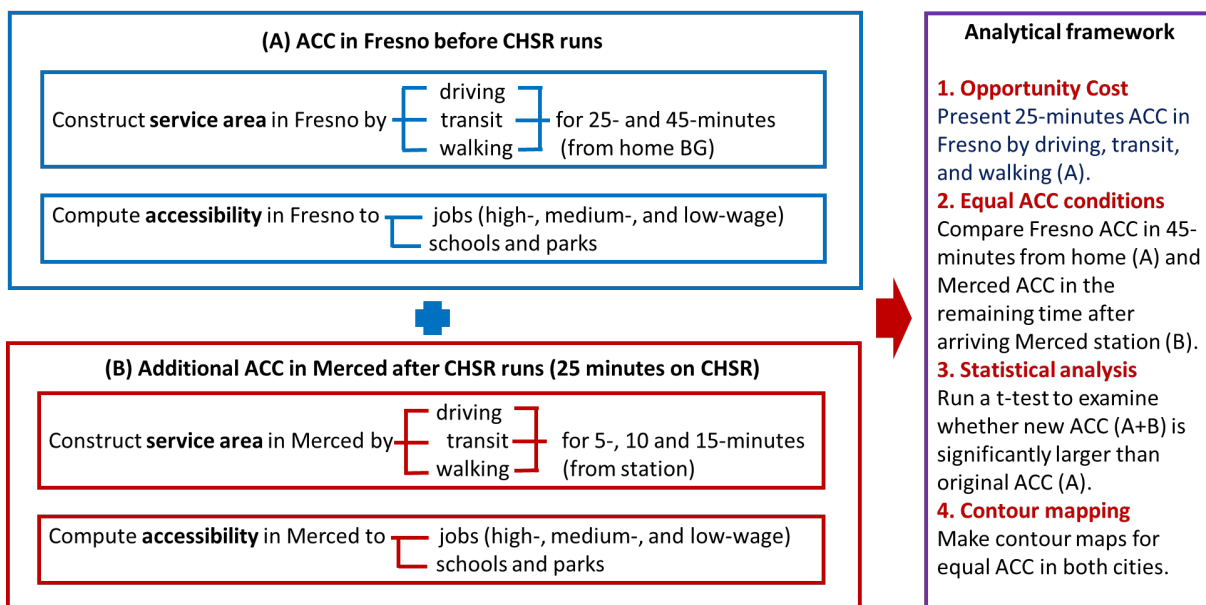 (A) ACC in Fresno before CHSR runs
Construct service area in Fresno by
driving
transit
walking
for 25- and 45-minutes
(from home BG)
Compute accessibility in Fresno to
jobs (high-, medium-, and low-wage)
schools and parks
(B) Additional ACC in Merced after CHSR runs (25 minutes on CHSR)
Construct service area in Merced by
driving
transit
walking
for 5-, 10 and 15-minutes
(from station)
Compute accessibility in Merced to
jobs (high-, medium-, and low-wage)
schools and parks
Analytical framework
1. Opportunity Cost
Present 25-minutes ACC in
Fresno by driving, transit,
and walking (A).
2. Equal ACC conditions
Compare Fresno ACC in 45-
minutes from home (A) and
Merced ACC in the
remaining time after
arriving Merced station (B).
3. Statistical analysis
Run a t-test to examine
whether new ACC (A+B) is
significantly larger than
original ACC (A).
4. Contour mapping
Make contour maps for
equal ACC in both cities.